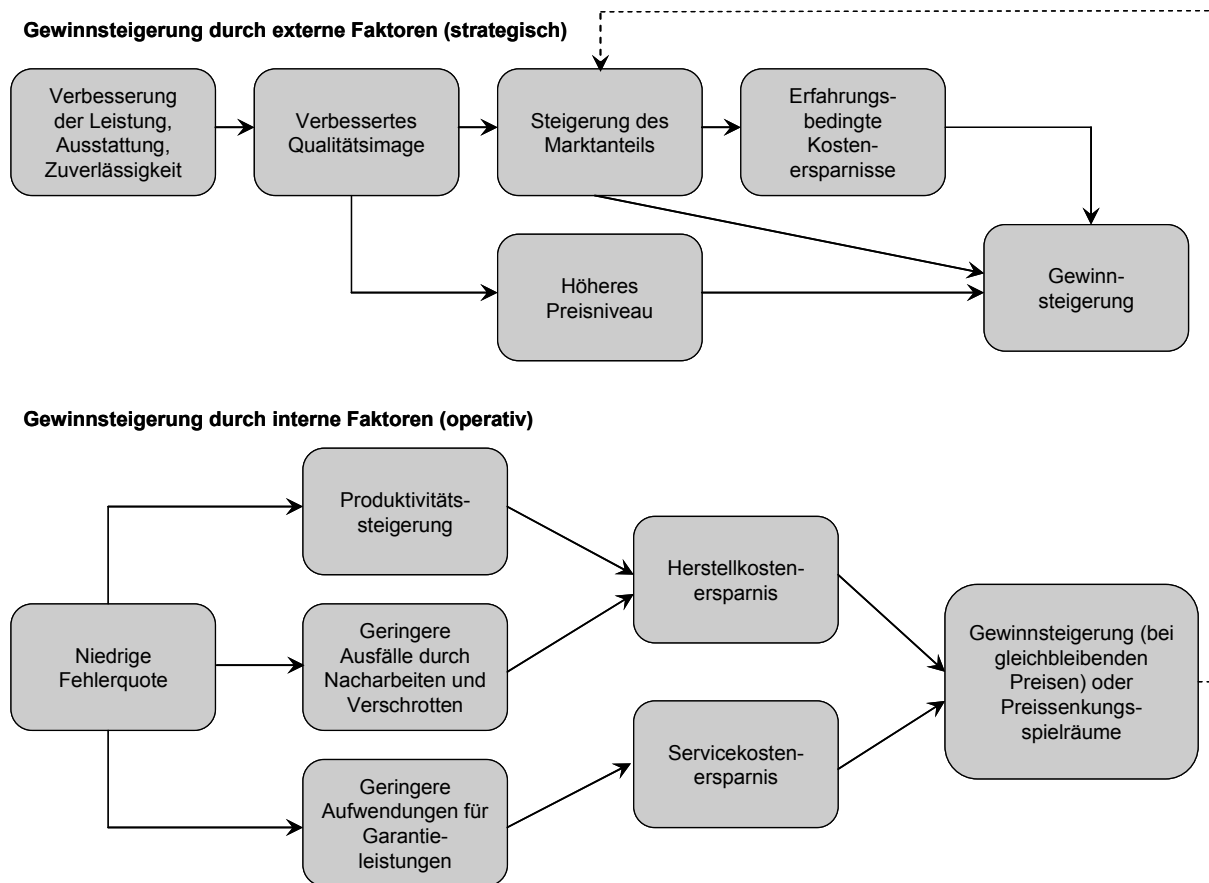 Gewinnsteigerung durch externe Faktoren (strategisch)
Verbesserung
der Leistung,
Ausstattung,
Zuverlässigkeit
Verbessertes
Qualitätsimage
Steigerung des
Marktanteils
Erfahrungs-
bedingte
Kosten-
ersparnisse
Höheres
Preisniveau
Gewinn-
steigerung
Gewinnsteigerung durch interne Faktoren (operativ)
Niedrige
Fehlerquote
Produktivitäts-
steigerung
Geringere
Ausfälle durch
Nacharbeiten und
Verschrotten
Geringere
Aufwendungen für
Garantie-
leistungen
Herstellkosten-
ersparnis
Servicekosten-
ersparnis
Gewinnsteigerung (bei
gleichbleibenden
Preisen) oder
Preissenkungs-
spielräume